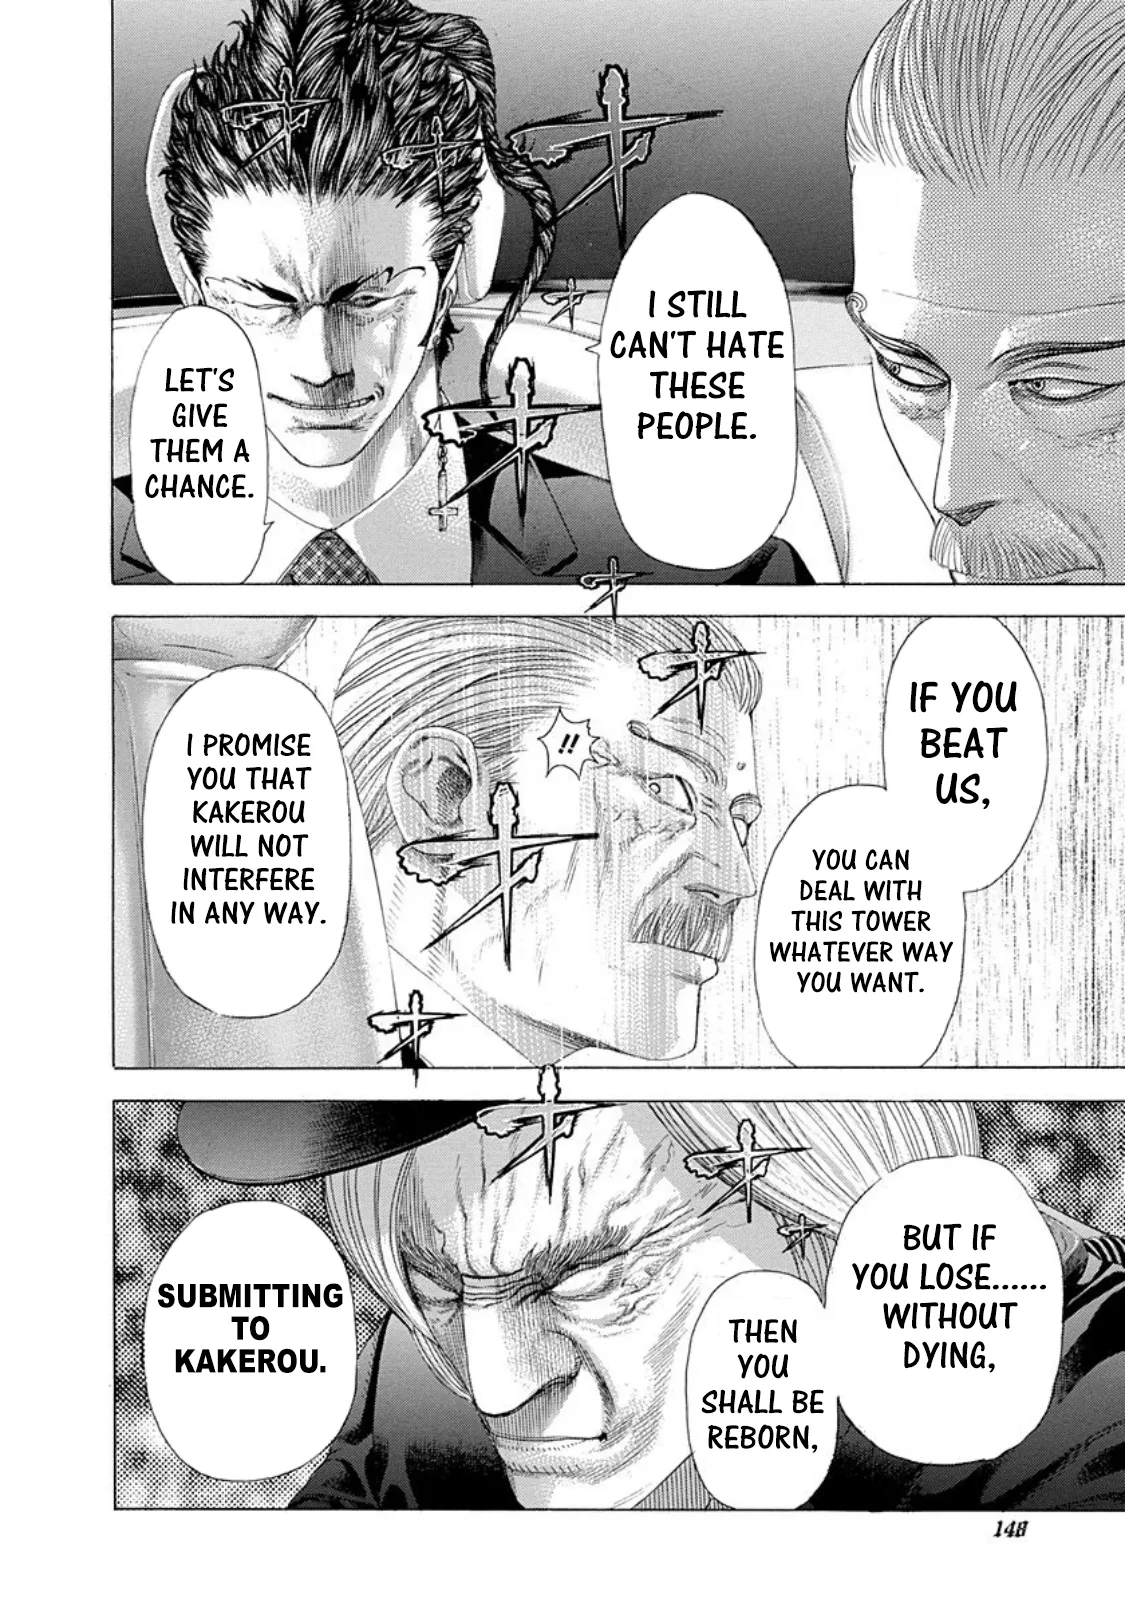 I STILL
CAN'T HATE
THESE
PEOPLE.
LET'S
GIVE
THEM A
CHANCE.
IF YOU
BEAT
US,
YOU CAN
DEAL WITH
THIS TOWER
WHATEVER WAY
YOU WANT.
!!
I PROMISE
YOU THAT
KAKEROU
WILL NOT
INTERFERE
IN ANY WAY.
BUT IF
YOU LOSE......
WITHOUT
DYING,
THEN
YOU
SHALL BE
REBORN,
SUBMITTING
TO
KAKEROU.
148